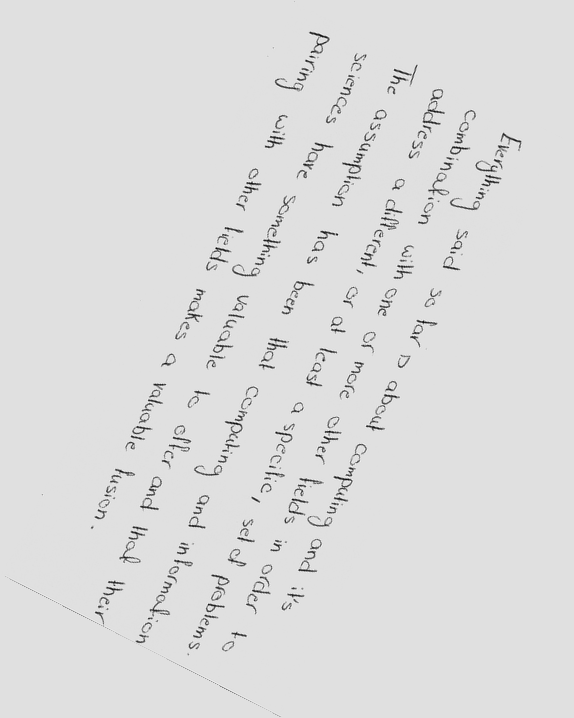 Everything said so far is about computing and it's
combination with one or more other fields in order to
address a different, or at least a specific, set of problems.
The assumption has been that computing and information
sciences have something valuable to offer and that their
pairing with other fields makes a valuable fusion.